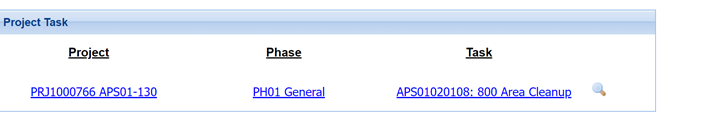 Project Task
Project Phase Task
PRJ1000766 APS01-130 PH01 General APS01020108: 800 Area Cleanup